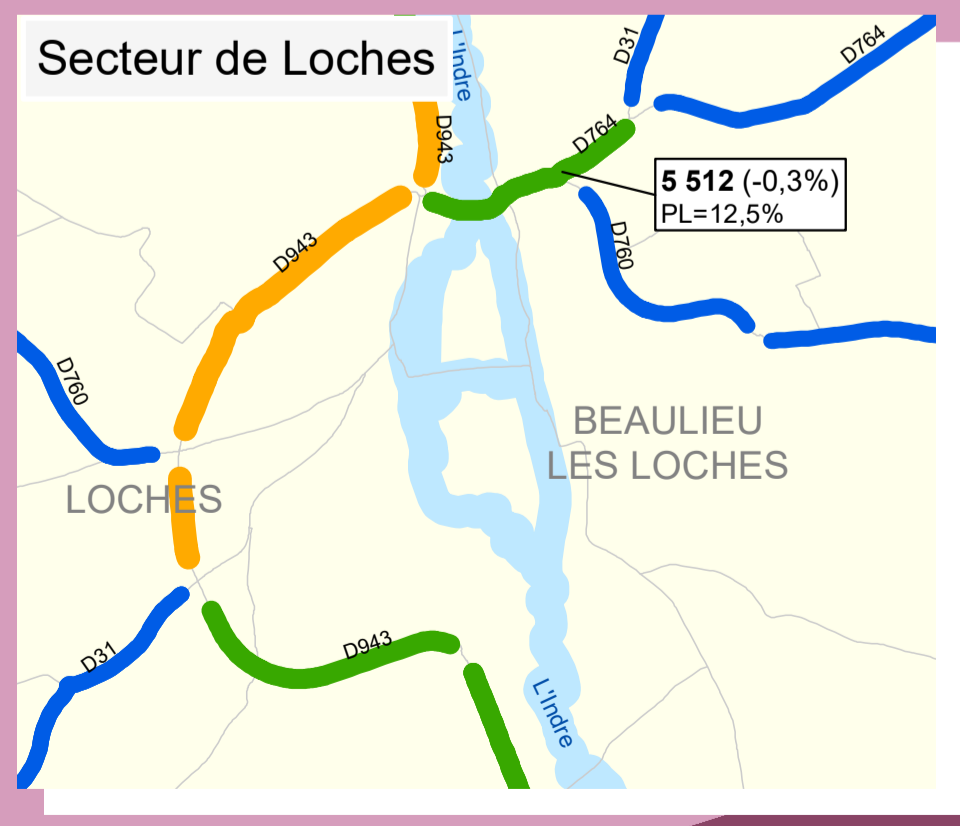 Secteur de Loches
L'Indre
D31
D764
D943
D764
5 512 (-0,3%)
PL=12,5%
D943
D760
D760
BEAULIEU
LES LOCHES
LOCHES
D31
D943
L'Indre